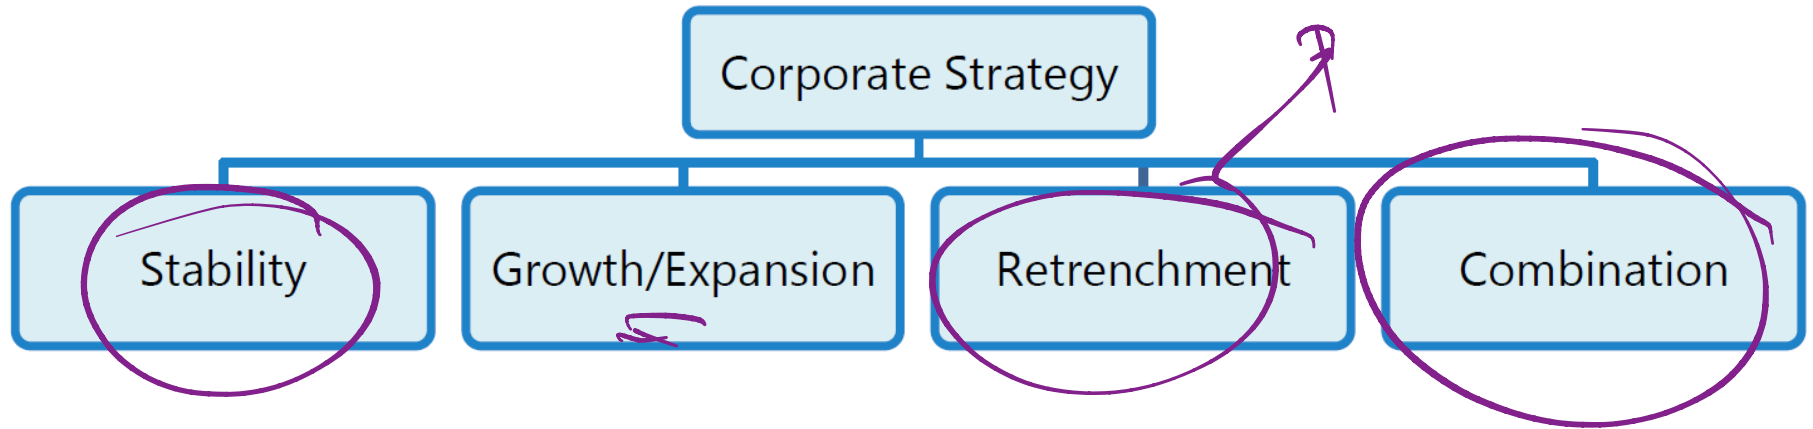 Corporate Strategy
Stability
Growth/Expansion
Retrenchment
Combination